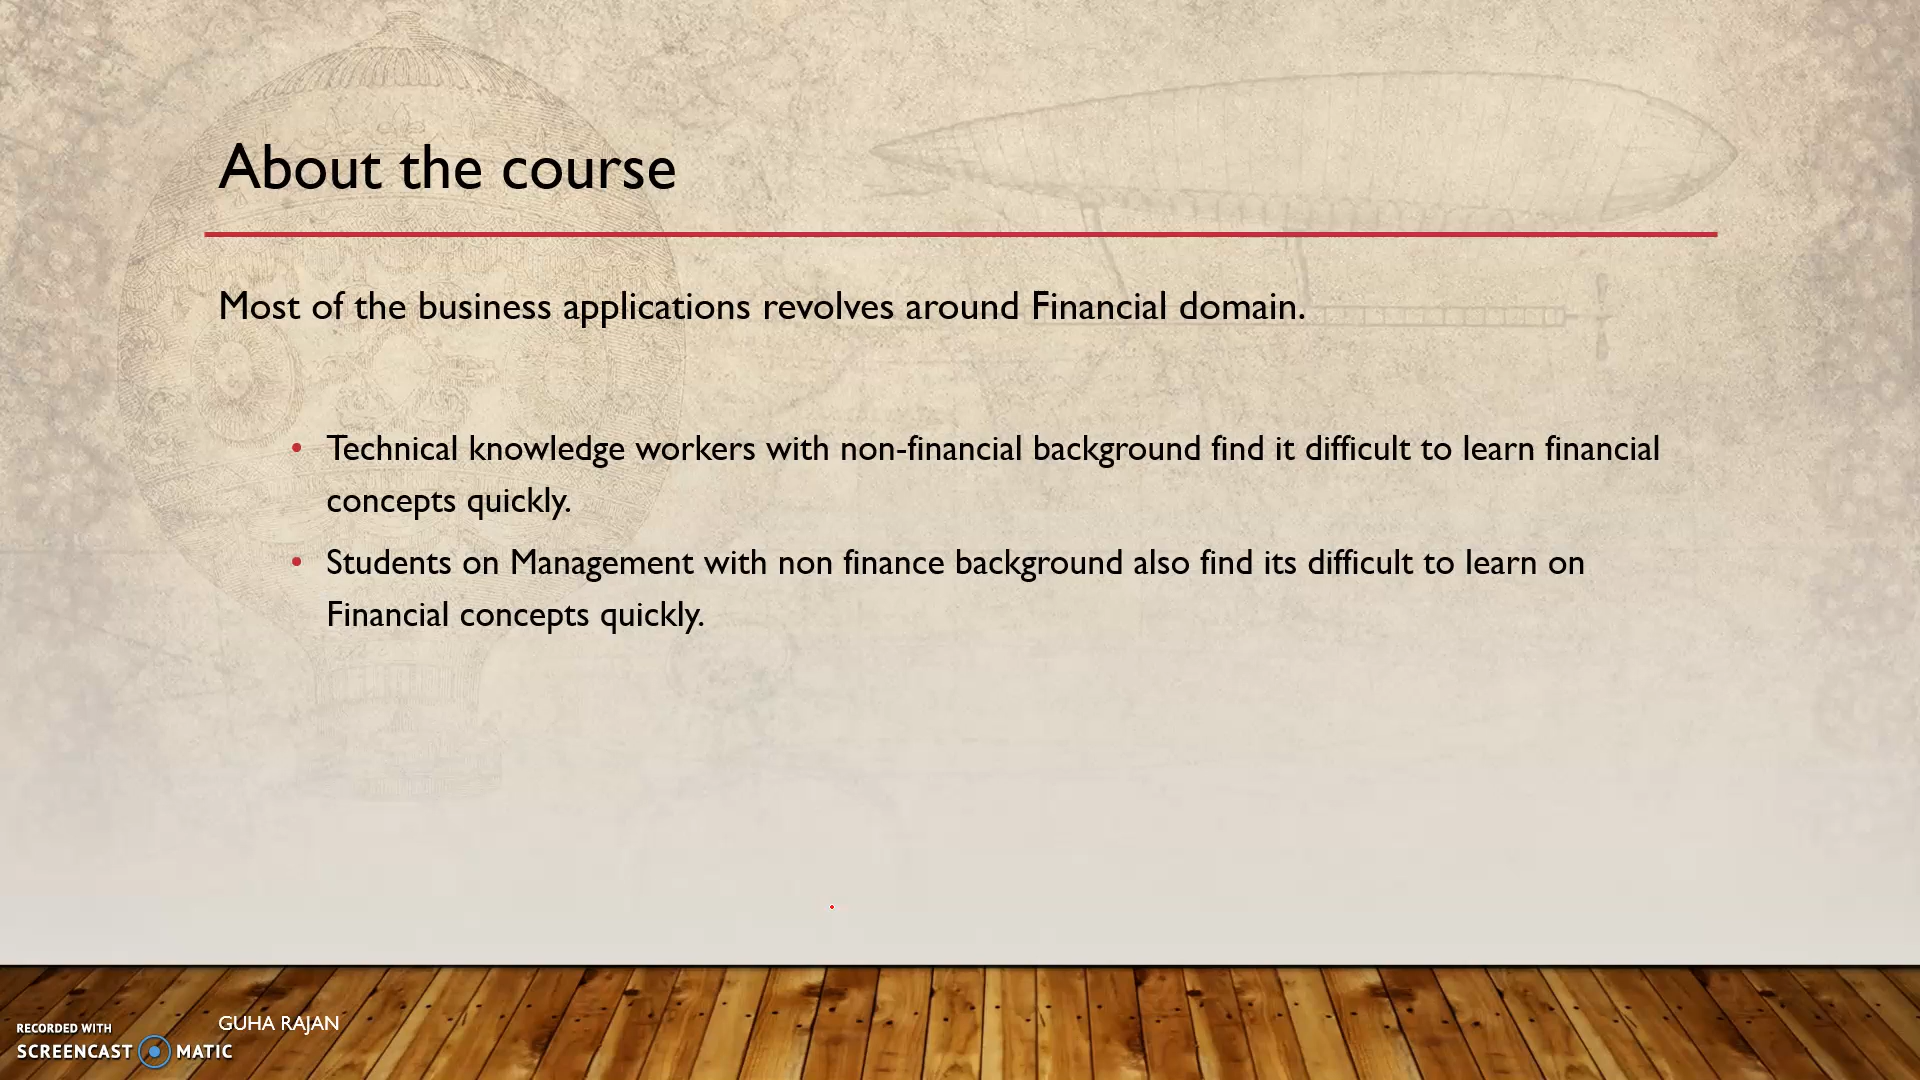 About the course
Most of the business applications revolves around Financial domain.
• Technical knowledge workers with non-financial background find it difficult to learn financial
concepts quickly.
• Students on Management with non finance background also find its difficult to learn on
Financial concepts quickly.
GUHA RAJAN
RECORDED WITH
SCREENCAST MATIC